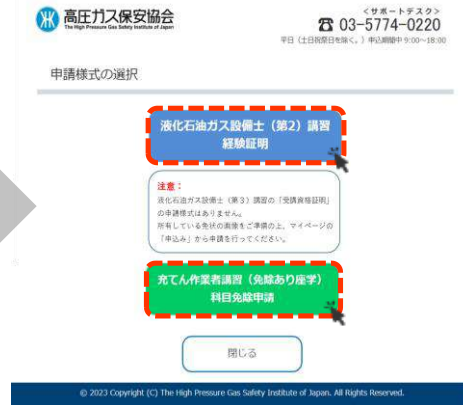 高圧ガス保安協会
The High Pressure Gas Safety Institute of Japan
<サポートデスク>
☎ 03-5774-0220
平日（土日祝祭日を除く。）申込期間中 9:00~18:00
申請様式の選択
液化石油ガス設備士（第2）講習
経験証明
注意：
液化石油ガス設備士（第3）講習の「受講資格証明」
の申請様式はありません。
所有している免状の画像をご準備の上、マイページの
「申込み」から申請を行ってください。
充てん作業者講習（免除あり座学）
科目免除申請
閉じる
© 2023 Copyright (C) The High Pressure Gas Safety Institute of Japan. All Rights Reserved.